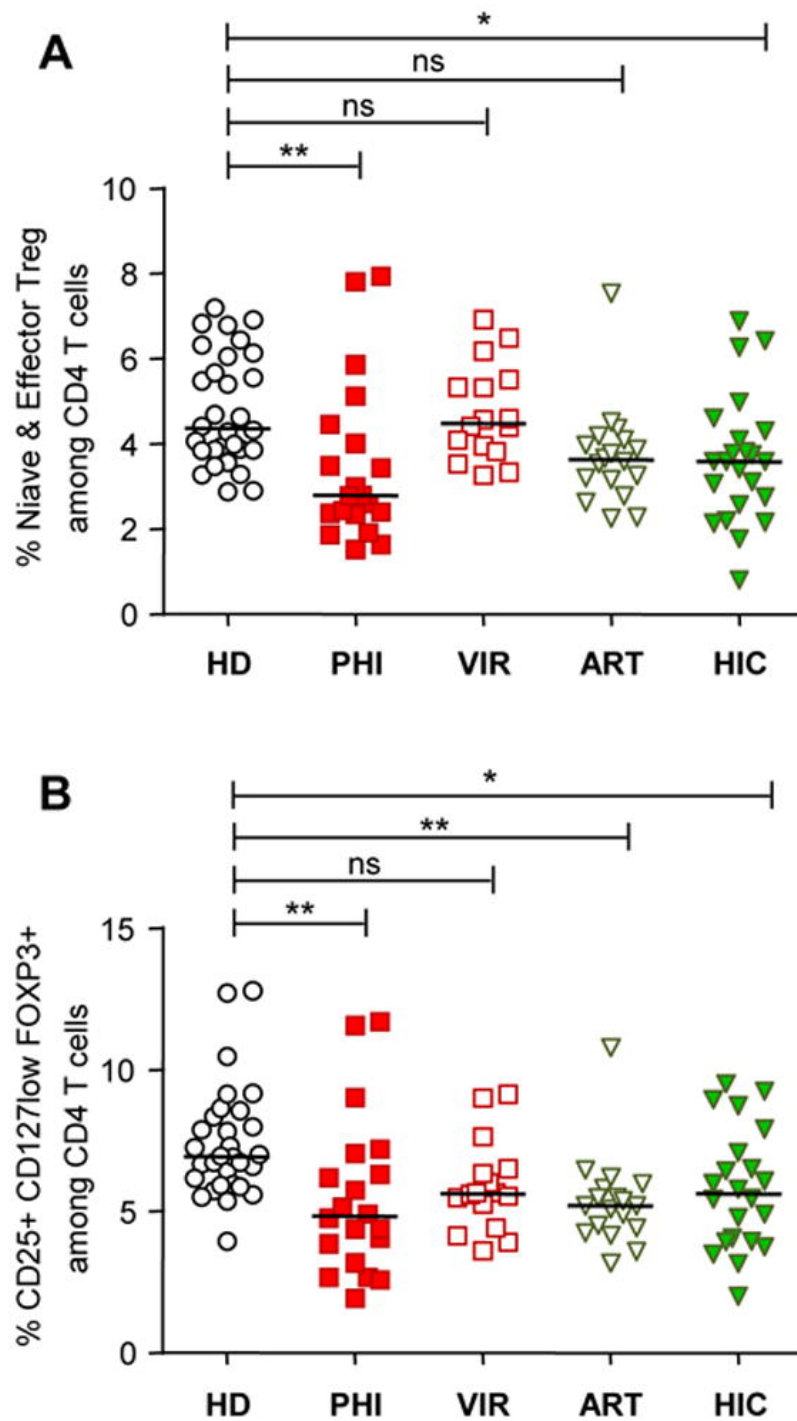 A
*
ns
ns
**
% Niave & Effector Treg
among CD4 T cells
10
8
6
4
2
0
HD PHI VIR ART HIC
B
*
**
ns
**
% CD25+ CD127low FOXP3+
among CD4 T cells
15
10
5
0
HD PHI VIR ART HIC